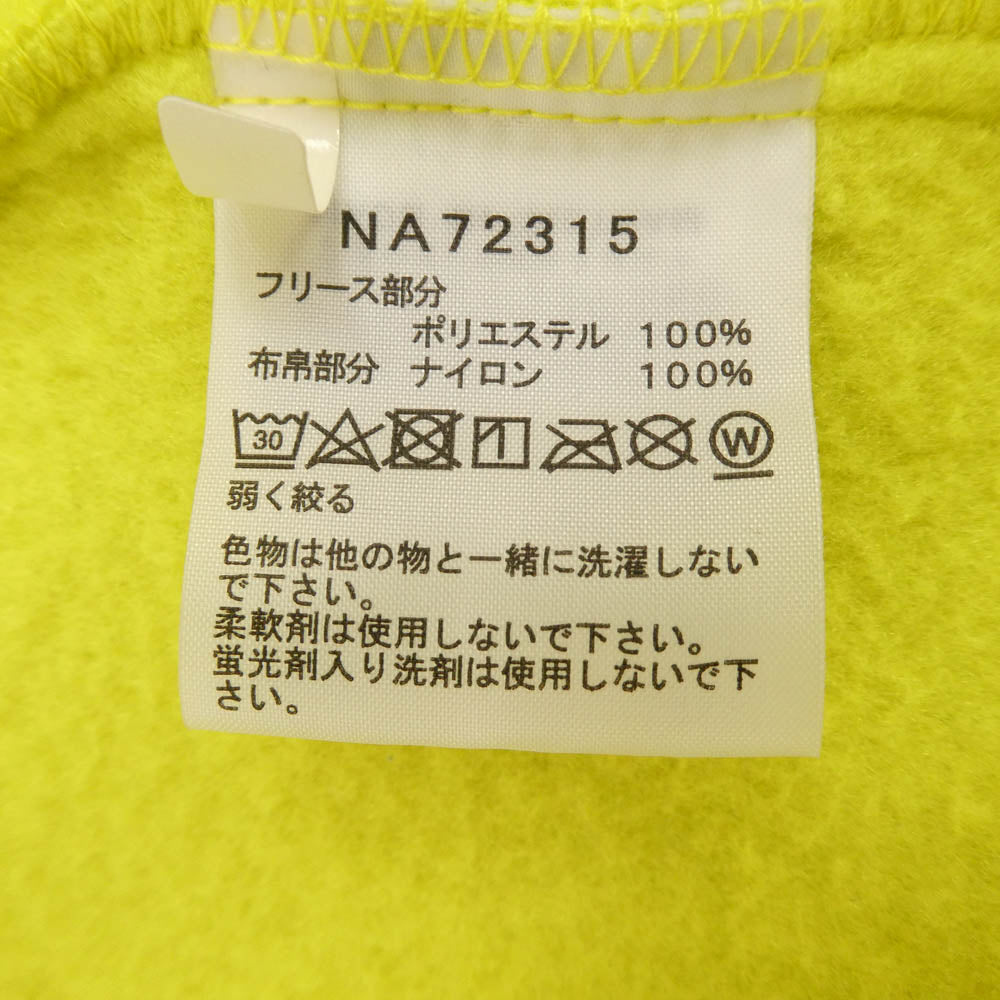 NA72315
フリース部分
ポリエステル 100%
布帛部分 ナイロン 100%
30 W
弱く絞る
色物は他の物と一緒に洗濯しない
で下さい。
柔軟剤は使用しないで下さい。
蛍光剤入り洗剤は使用しないで下
さい。